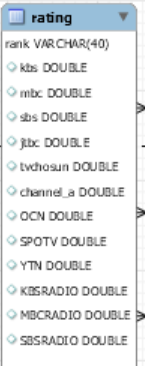 rating
rank VARCHAR(40)
kbs DOUBLE
mbc DOUBLE
sbs DOUBLE
jtbc DOUBLE
tvchosun DOUBLE
channel_a DOUBLE
OCN DOUBLE
SPOTV DOUBLE
YTN DOUBLE
KBSRADIO DOUBLE
MBCRADIO DOUBLE
SBSRADIO DOUBLE